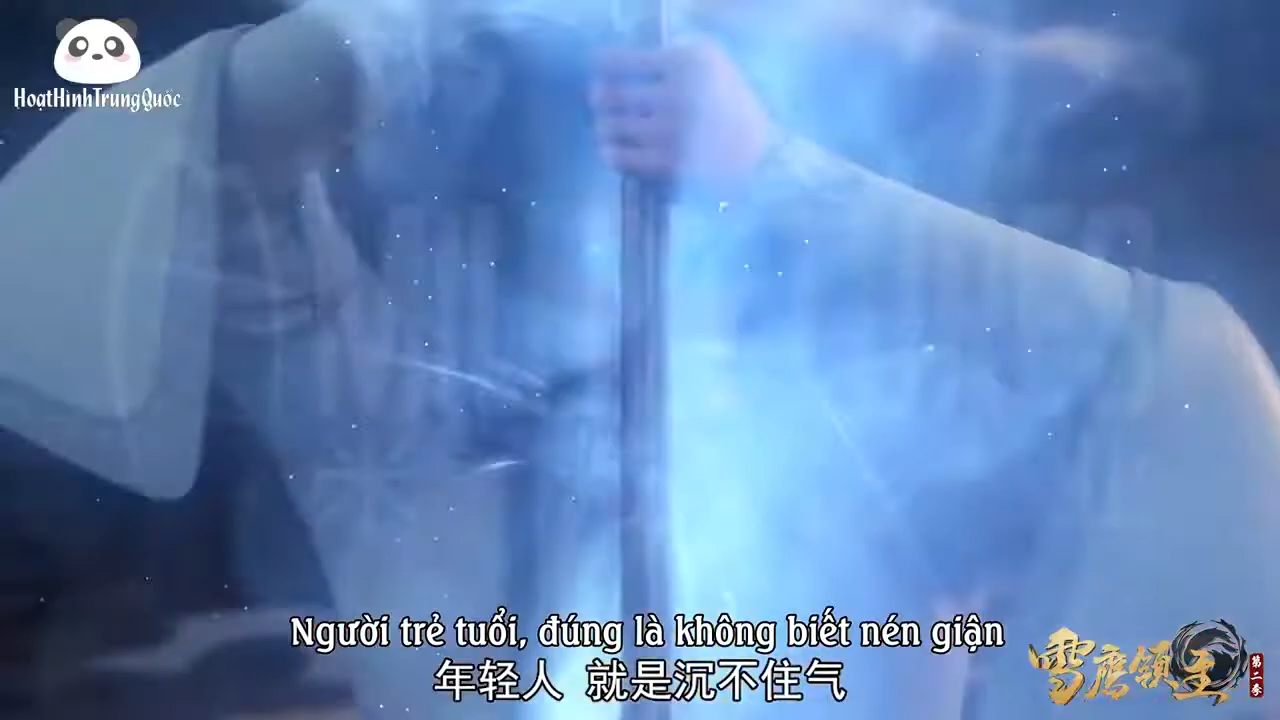 HoạtHìnhTrungQuốc
Người trẻ tuổi, đúng là không biết nén giận
年轻人 就是沉不住气
雪鹰领主
第二季